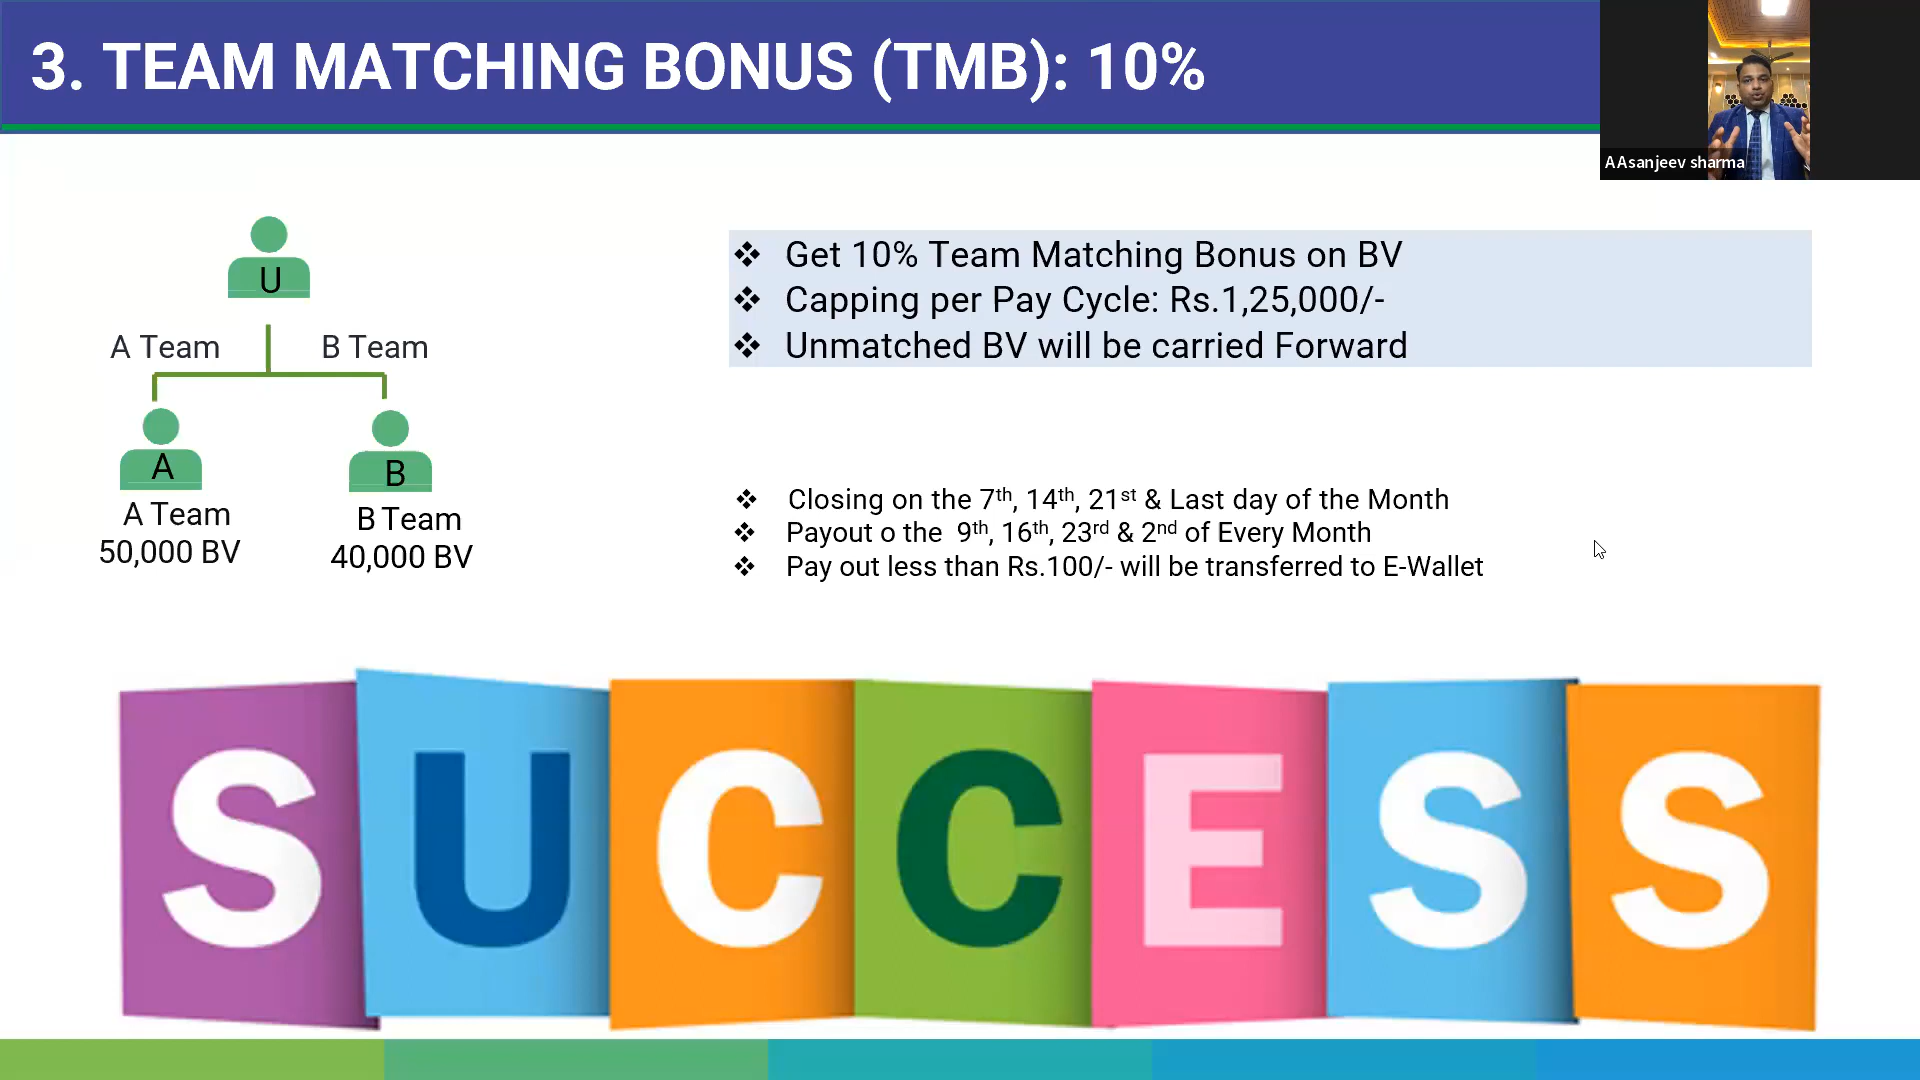 3. TEAM MATCHING BONUS (TMB): 10%
AAsanjeev sharma
U
A Team
B Team
A
B
A Team
50,000 BV
B Team
40,000 BV
❖ Get 10% Team Matching Bonus on BV
❖ Capping per Pay Cycle: Rs.1,25,000/-
❖ Unmatched BV will be carried Forward
❖ Closing on the 7th, 14th, 21st & Last day of the Month
❖ Payout o the 9th, 16th, 23rd & 2nd of Every Month
❖ Pay out less than Rs.100/- will be transferred to E-Wallet
SUCCESS